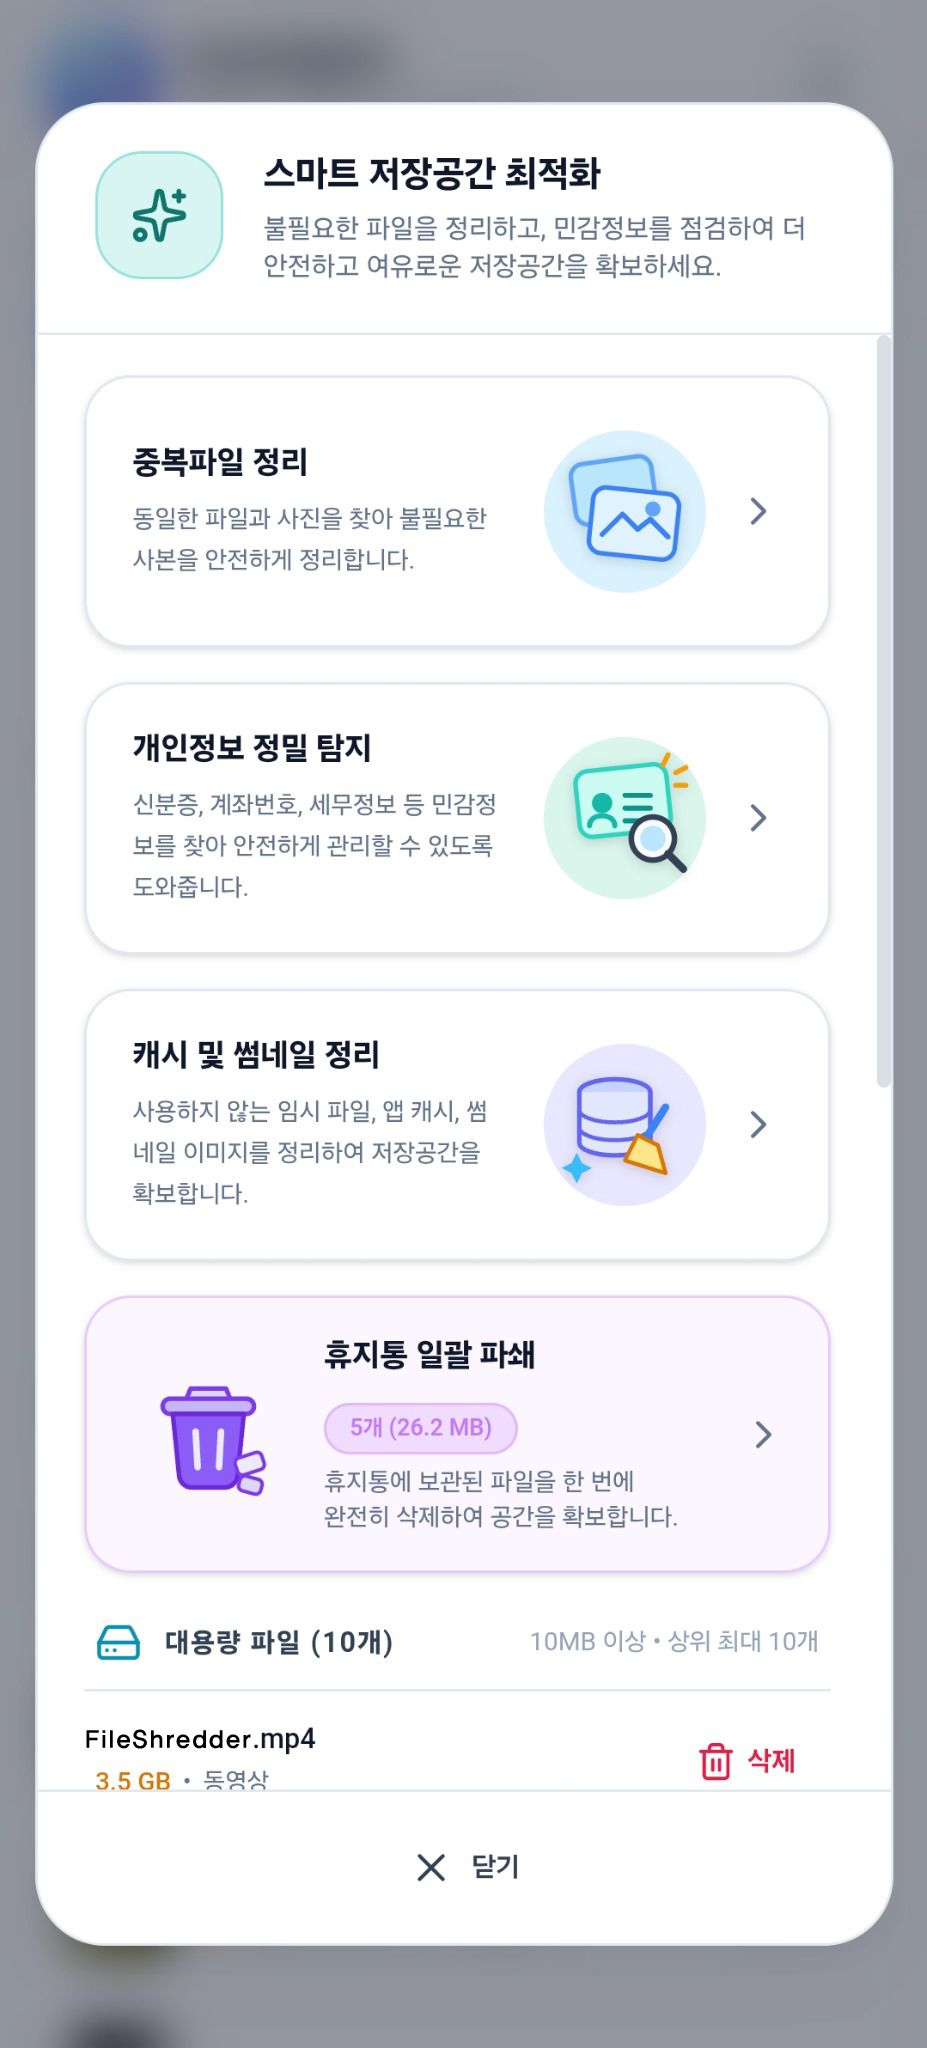 스마트 저장공간 최적화
불필요한 파일을 정리하고, 민감정보를 점검하여 더
안전하고 여유로운 저장공간을 확보하세요.
중복파일 정리
동일한 파일과 사진을 찾아 불필요한
사본을 안전하게 정리합니다.
개인정보 정밀 탐지
신분증, 계좌번호, 세무정보 등 민감정
보를 찾아 안전하게 관리할 수 있도록
도와줍니다.
캐시 및 썸네일 정리
사용하지 않는 임시 파일, 앱 캐시, 썸
네일 이미지를 정리하여 저장공간을
확보합니다.
휴지통 일괄 파쇄
5개 (26.2 MB)
휴지통에 보관된 파일을 한 번에
완전히 삭제하여 공간을 확보합니다.
대용량 파일 (10개)
10MB 이상 • 상위 최대 10개
FileShredder.mp4
삭제
3.5 GB • 동영상
닫기